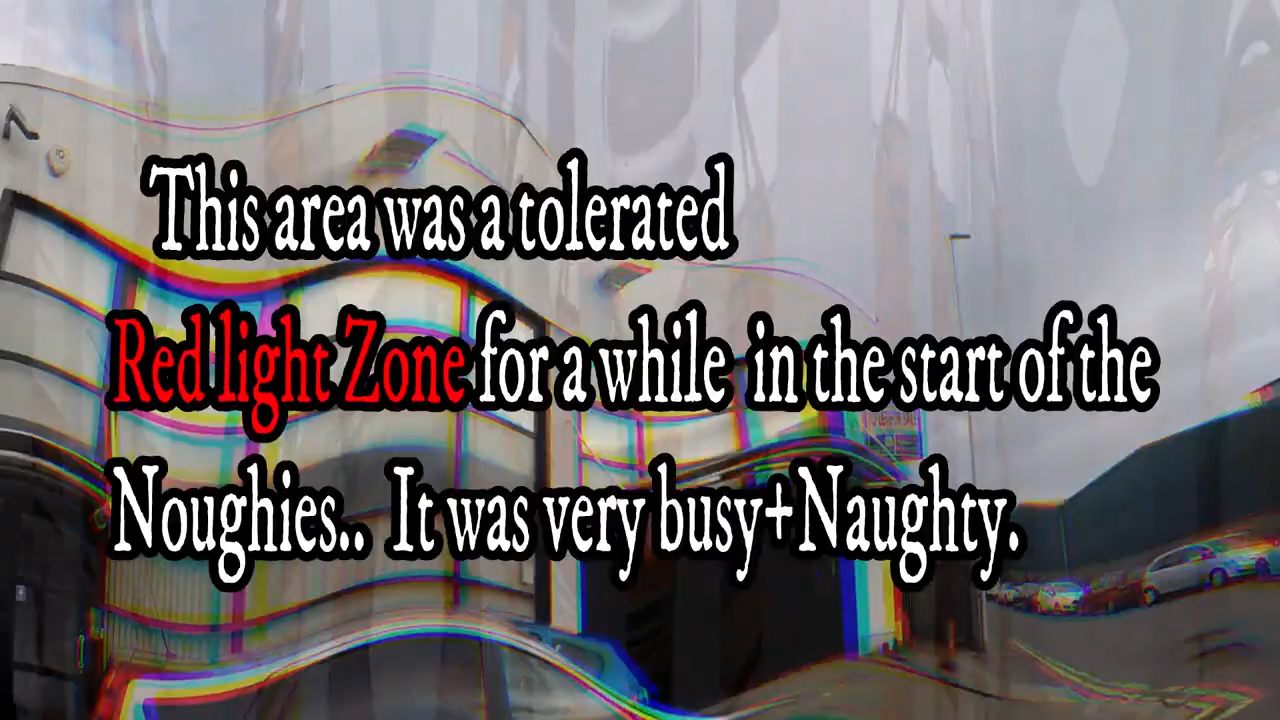 This area was a tolerated
Red light Zone for a while in the start of the
Noughies.. It was very busy+Naughty.